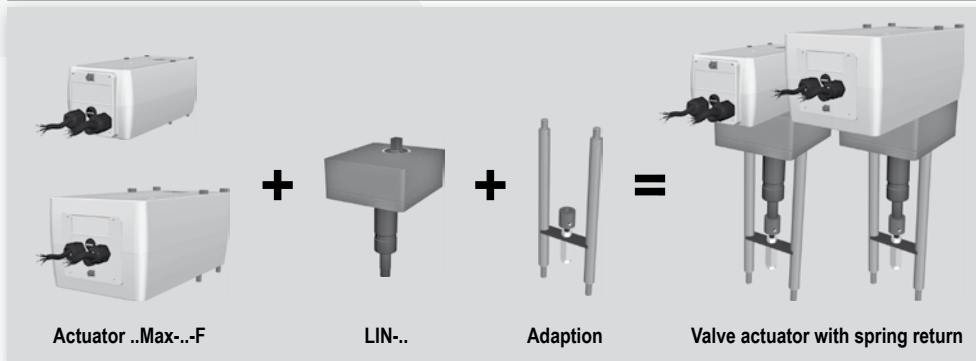 + + =
Actuator ..Max-..-F LIN-.. Adaption Valve actuator with spring return